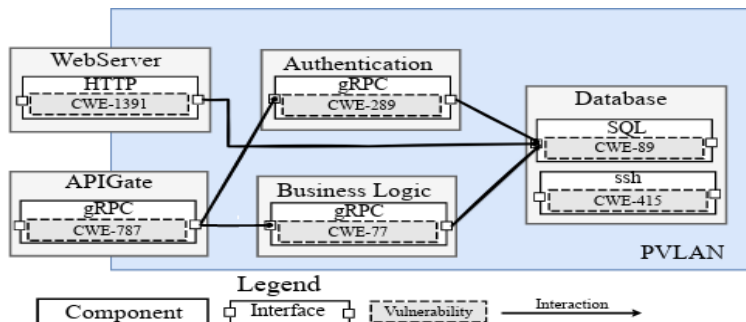 WebServer
HTTP
CWE-1391
Authentication
gRPC
CWE-289
Database
SQL
CWE-89
ssh
CWE-415
APIGate
gRPC
CWE-787
Business Logic
gRPC
CWE-77
PVLAN
Legend
Component
Interface
Vulnerability
Interaction